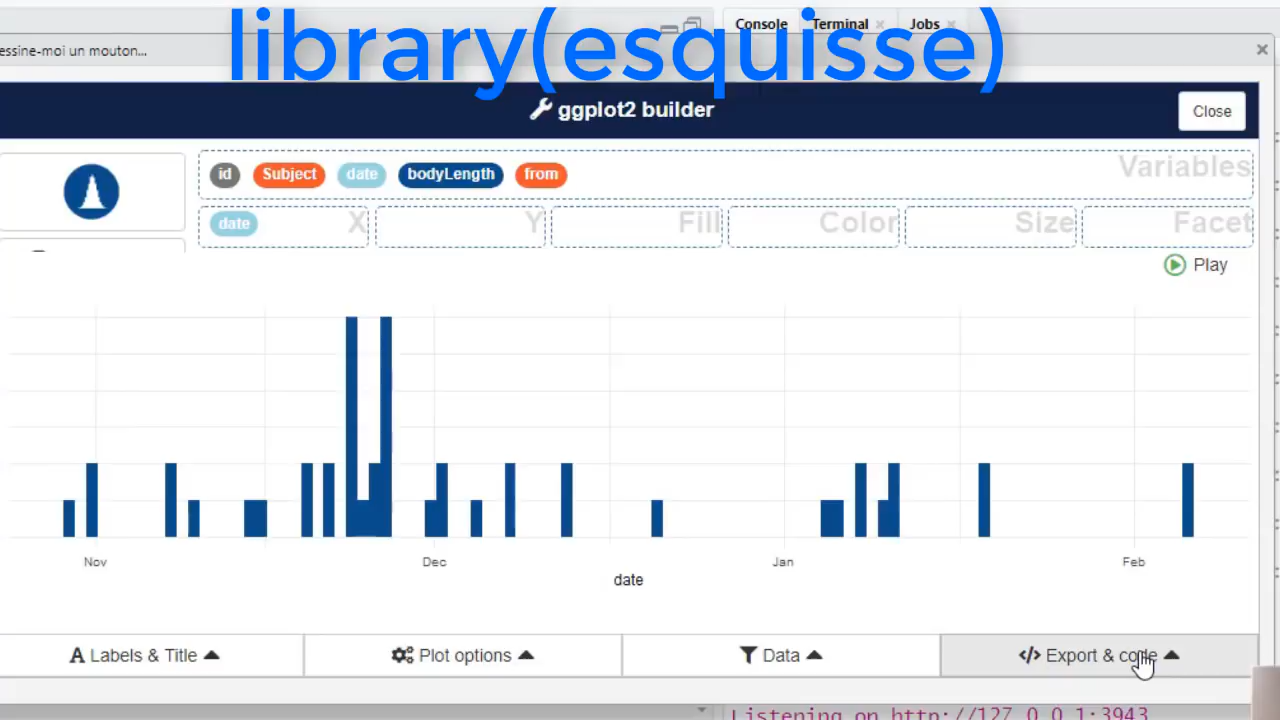 Console Terminal Jobs
library(esquisse)
essine-moi un mouton...
ggplot2 builder
Close
id Subject date bodyLength from Variables
date X Y Fill Color Size Facet
Play
Nov Dec Jan Feb
date
Labels & Title Plot options Data </> Export & code
Listening on http://127.0.0.1:3943